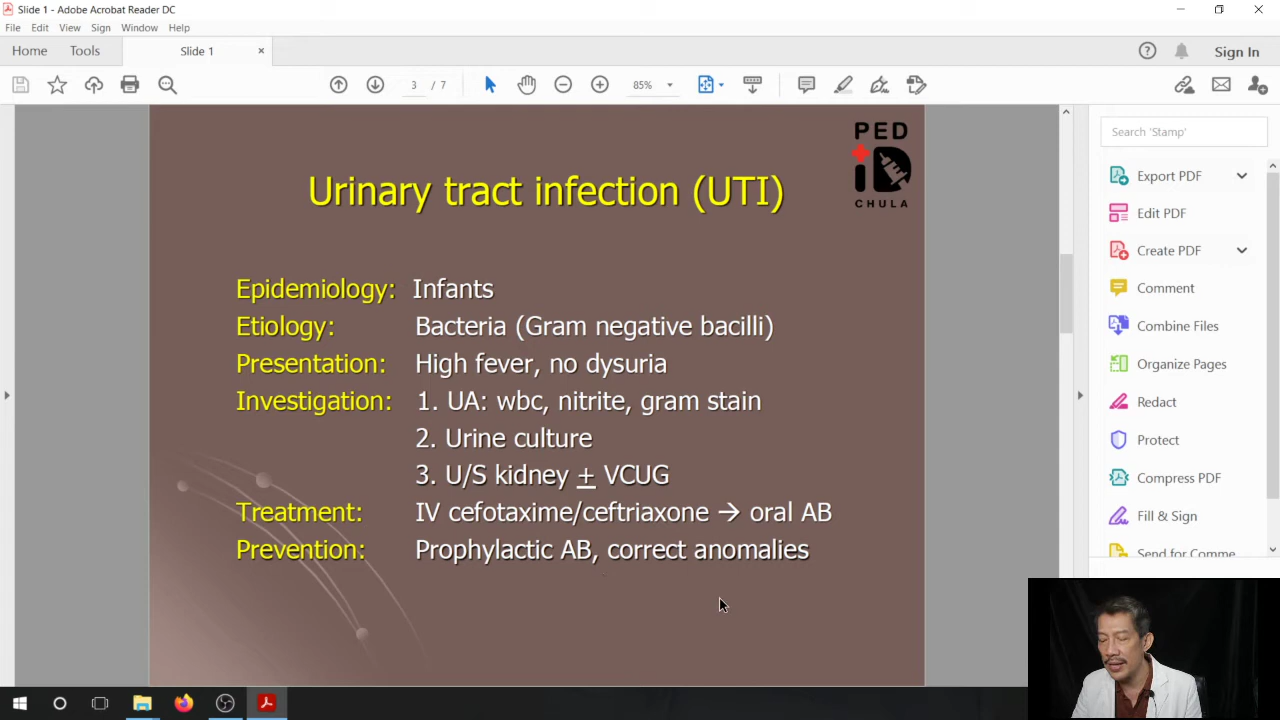 Slide 1 - Adobe Acrobat Reader DC
File Edit View Sign Window Help
Home Tools Slide 1 × Sign In
3 / 7 85%
PED
iD
CHULA
Urinary tract infection (UTI)
Epidemiology: Infants
Etiology: Bacteria (Gram negative bacilli)
Presentation: High fever, no dysuria
Investigation: 1. UA: wbc, nitrite, gram stain
2. Urine culture
3. U/S kidney + VCUG
Treatment: IV cefotaxime/ceftriaxone → oral AB
Prevention: Prophylactic AB, correct anomalies
Search 'Stamp'
Export PDF
Edit PDF
Create PDF
Comment
Combine Files
Organize Pages
Redact
Protect
Compress PDF
Fill & Sign
Send for Comme